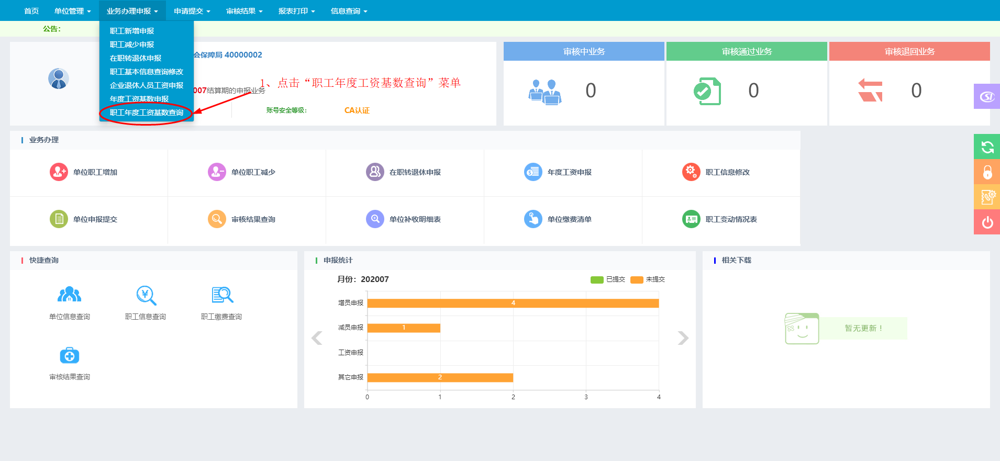 首页 单位管理 业务办理申报 申请提交 审核结果 报表打印 信息查询
公告：
职工新增申报
职工减少申报
在职转退休申报
职工基本信息查询修改
企业退休人员工资申报
年度工资基数申报
职工年度工资基数查询
会保障局 40000002
1、点击“职工年度工资基数查询”菜单
007结算期的申报业务
账号安全等级： CA认证
审核中业务 审核通过业务 审核退回业务
0 0 0
SI
业务办理
单位职工增加 单位职工减少 在职转退休申报 年度工资申报 职工信息修改
单位申报提交 审核结果查询 单位补收明细表 单位缴费清单 职工变动情况表
快捷查询
单位信息查询 职工信息查询 职工缴费查询
审核结果查询
申报统计
月份：202007
已提交 未提交
增员申报 4
减员申报 1
工资申报
其它申报 2
0 1 2 3 4
相关下载
暂无更新！